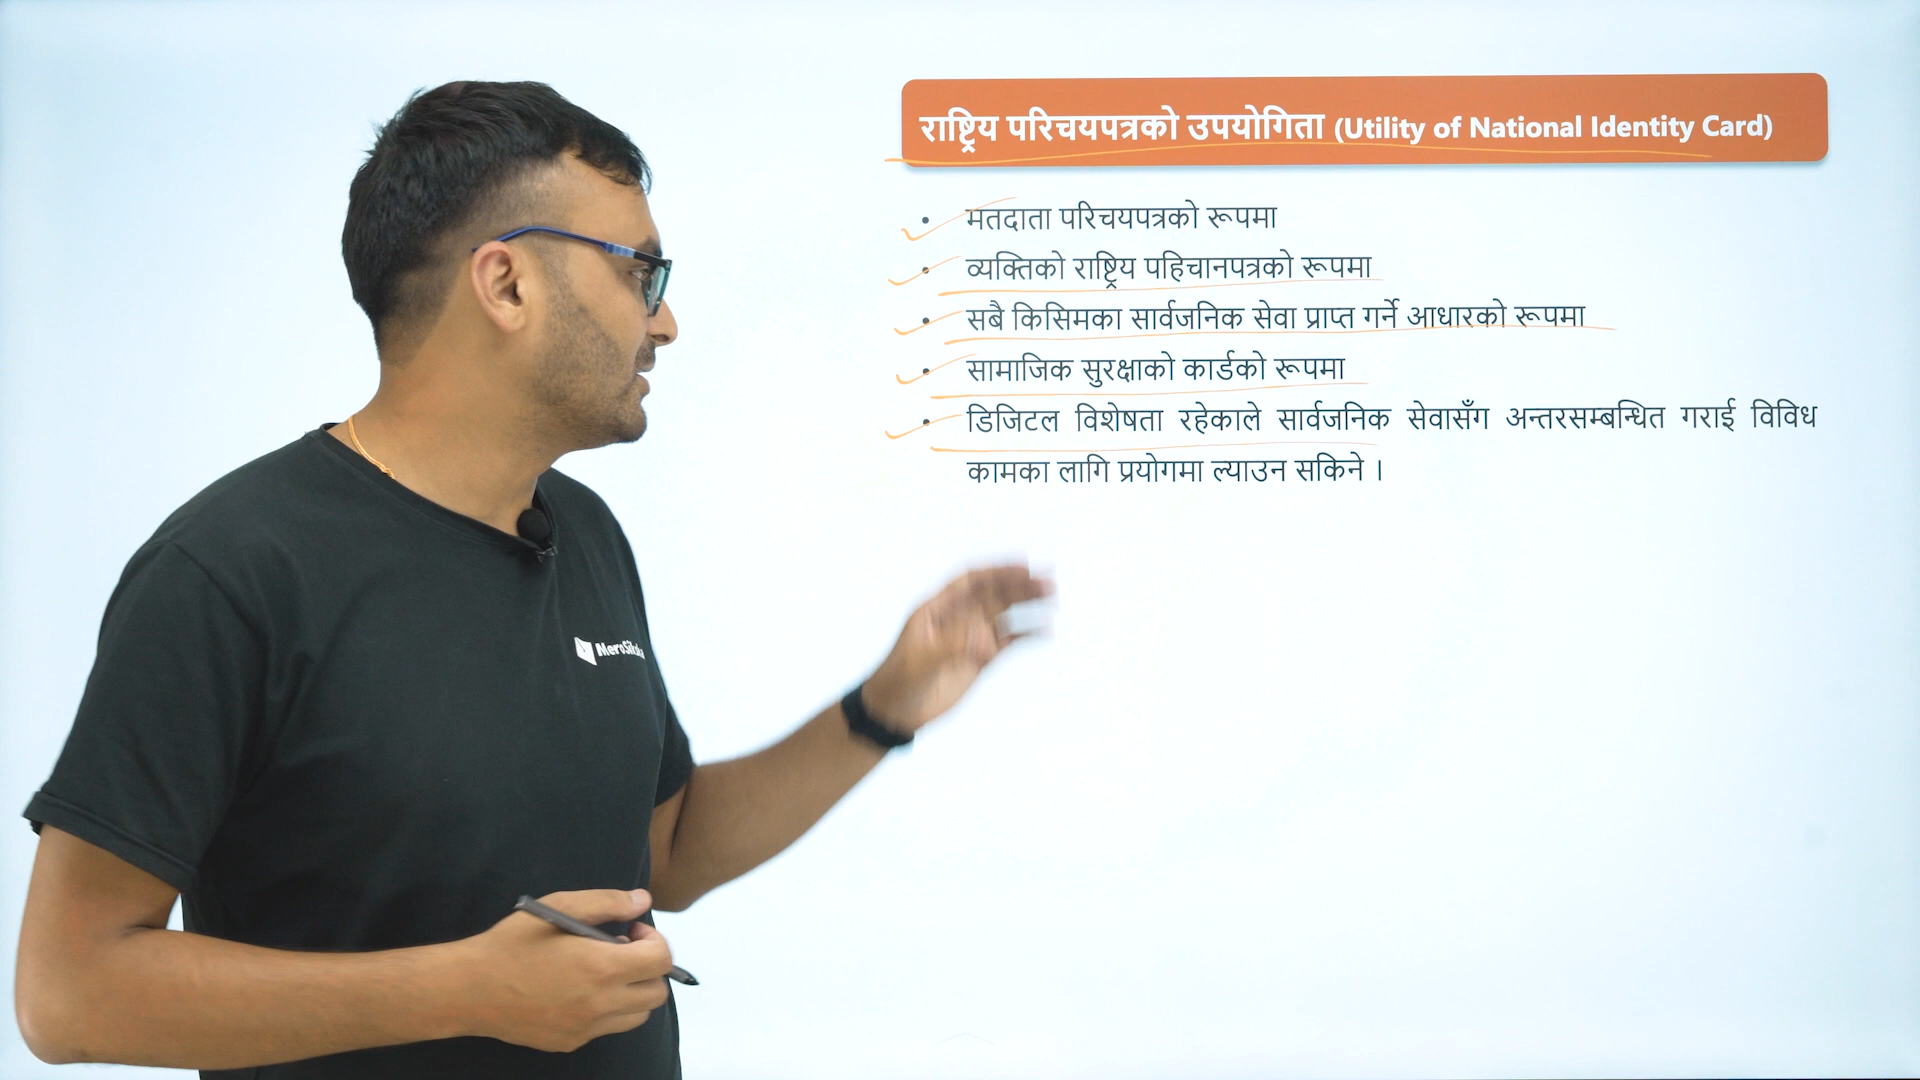 राष्ट्रिय परिचयपत्रको उपयोगिता (Utility of National Identity Card)
• मतदाता परिचयपत्रको रूपमा
• व्यक्तिको राष्ट्रिय पहिचानपत्रको रूपमा
• सबै किसिमका सार्वजनिक सेवा प्राप्त गर्ने आधारको रूपमा
• सामाजिक सुरक्षाको कार्डको रूपमा
• डिजिटल विशेषता रहेकाले सार्वजनिक सेवासँग अन्तरसम्बन्धित गराई विविध
कामका लागि प्रयोगमा ल्याउन सकिने ।